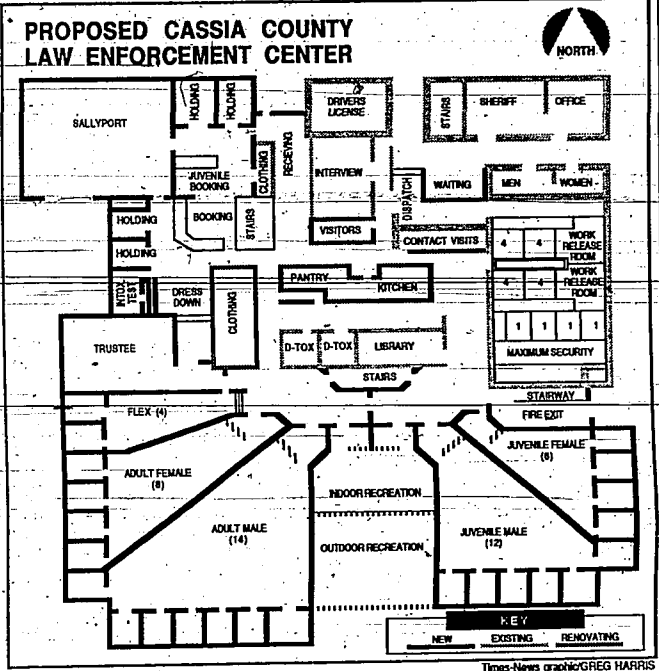 PROPOSED CASSIA COUNTY
LAW ENFORCEMENT CENTER
NORTH
SALLYPORT
HOLDING
HOLDING
DRIVERS
LICENSE
STAIRS
SHERIFF
OFFICE
JUVENILE
BOOKING
CLOTHING
RECIEVING
INTERVIEW
DISPATCH
WAITING
MEN
WOMEN
HOLDING
BOOKING
STAIRS
VISITORS
CONTACT VISITS
HOLDING
4
4
WORK
RELEASE
ROOM
INTOX
TEST
DRESS
DOWN
CLOTHING
PANTRY
KITCHEN
4
4
WORK
RELEASE
ROOM
TRUSTEE
D-TOX
D-TOX
LIBRARY
1
1
1
1
MAXIMUM SECURITY
STAIRS
STAIRWAY
FLEX (4)
FIRE EXIT
JUVENILE FEMALE
(6)
ADULT FEMALE
(8)
INDOOR RECREATION
ADULT MALE
(14)
JUVENILE MALE
(12)
OUTDOOR RECREATION
KEY
NEW
EXISTING
RENOVATING
Times-News graphic/GREG HARRIS